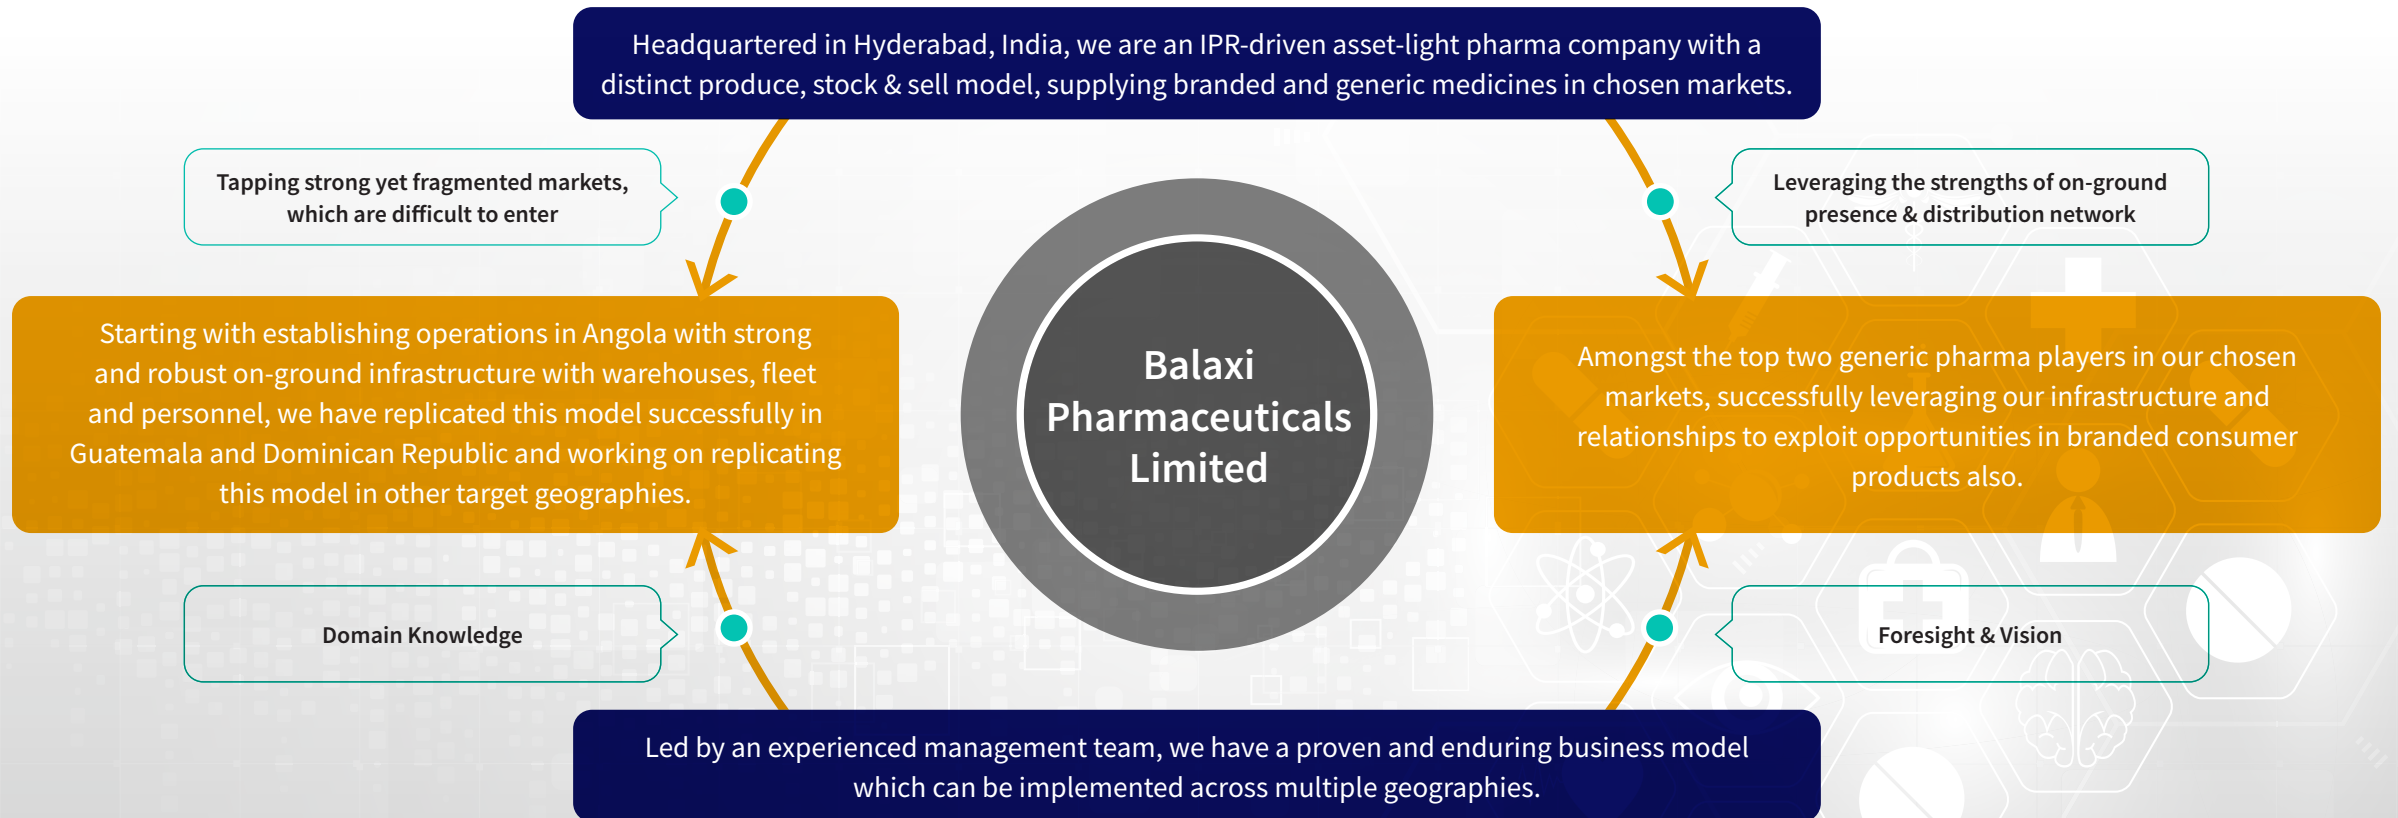 Headquartered in Hyderabad, India, we are an IPR-driven asset-light pharma company with a
distinct produce, stock & sell model, supplying branded and generic medicines in chosen markets.
Tapping strong yet fragmented markets,
which are difficult to enter
Leveraging the strengths of on-ground
presence & distribution network
Starting with establishing operations in Angola with strong
and robust on-ground infrastructure with warehouses, fleet
and personnel, we have replicated this model successfully in
Guatemala and Dominican Republic and working on replicating
this model in other target geographies.
Balaxi
Pharmaceuticals
Limited
Amongst the top two generic pharma players in our chosen
markets, successfully leveraging our infrastructure and
relationships to exploit opportunities in branded consumer
products also.
Domain Knowledge
Foresight & Vision
Led by an experienced management team, we have a proven and enduring business model
which can be implemented across multiple geographies.